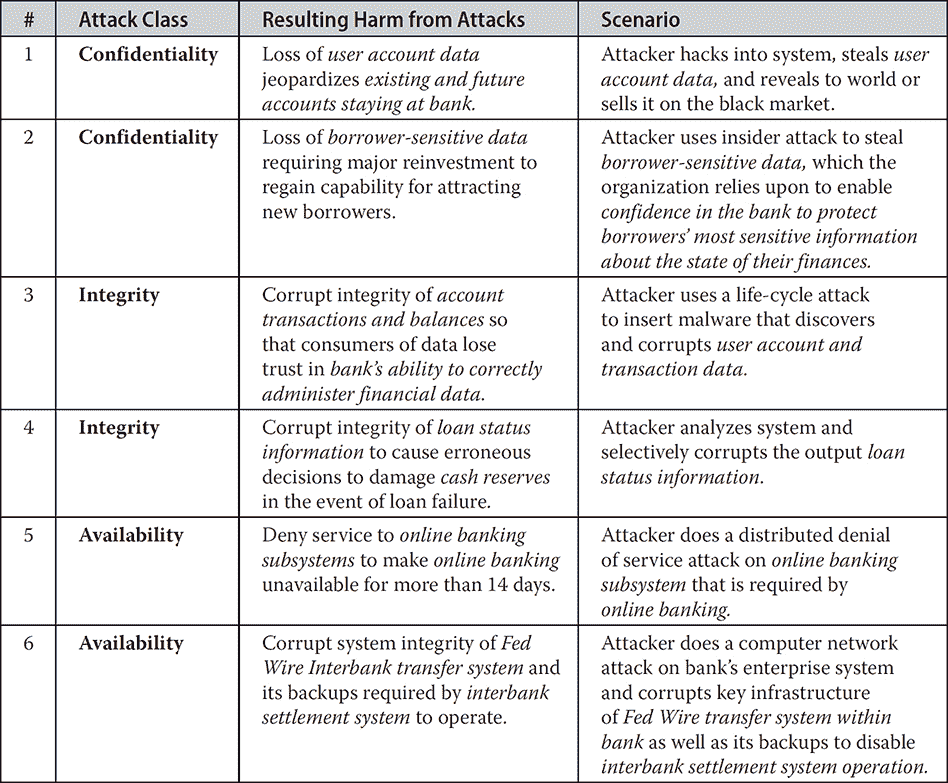 # Attack Class Resulting Harm from Attacks Scenario
1 Confidentiality Loss of user account data
jeopardizes existing and future
accounts staying at bank.
Attacker hacks into system, steals user
account data, and reveals to world or
sells it on the black market.
2 Confidentiality Loss of borrower-sensitive data
requiring major reinvestment to
regain capability for attracting
new borrowers.
Attacker uses insider attack to steal
borrower-sensitive data, which the
organization relies upon to enable
confidence in the bank to protect
borrowers’ most sensitive information
about the state of their finances.
3 Integrity Corrupt integrity of account
transactions and balances so
that consumers of data lose
trust in bank’s ability to correctly
administer financial data.
Attacker uses a life-cycle attack
to insert malware that discovers
and corrupts user account and
transaction data.
4 Integrity Corrupt integrity of loan status
information to cause erroneous
decisions to damage cash reserves
in the event of loan failure.
Attacker analyzes system and
selectively corrupts the output loan
status information.
5 Availability Deny service to online banking
subsystems to make online banking
unavailable for more than 14 days.
Attacker does a distributed denial
of service attack on online banking
subsystem that is required by
online banking.
6 Availability Corrupt system integrity of Fed
Wire Interbank transfer system and
its backups required by interbank
settlement system to operate.
Attacker does a computer network
attack on bank’s enterprise system
and corrupts key infrastructure
of Fed Wire transfer system within
bank as well as its backups to disable
interbank settlement system operation.